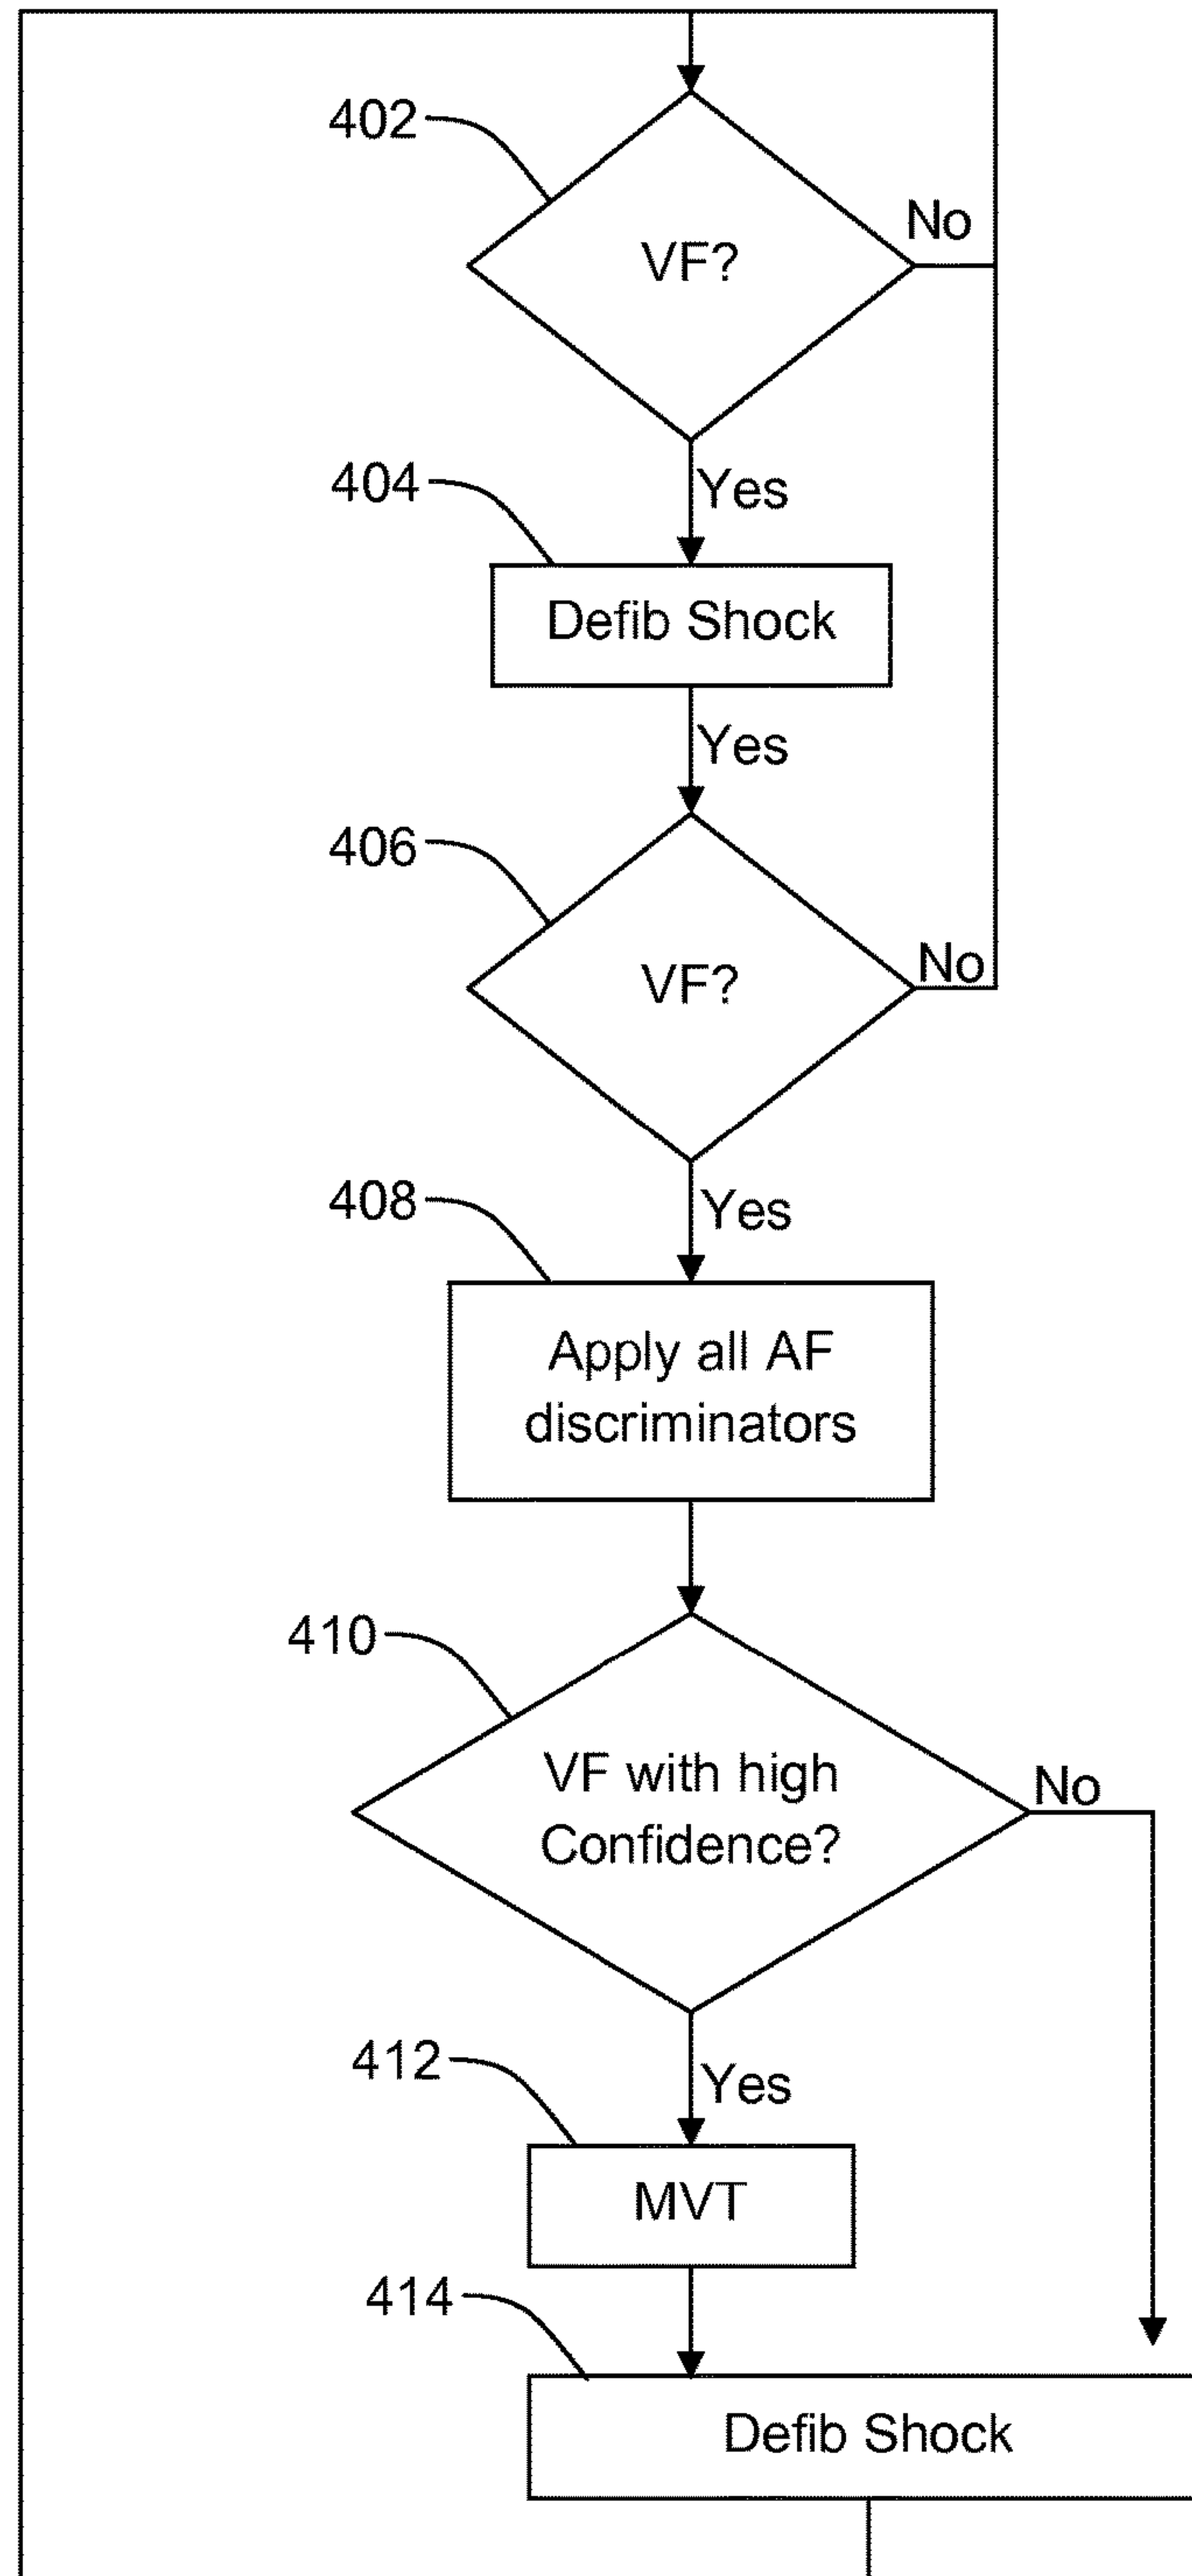 402
VF?
No
Yes
404
Defib Shock
Yes
406
VF?
No
Yes
408
Apply all AF
discriminators
410
VF with high
Confidence?
No
Yes
412
MVT
414
Defib Shock